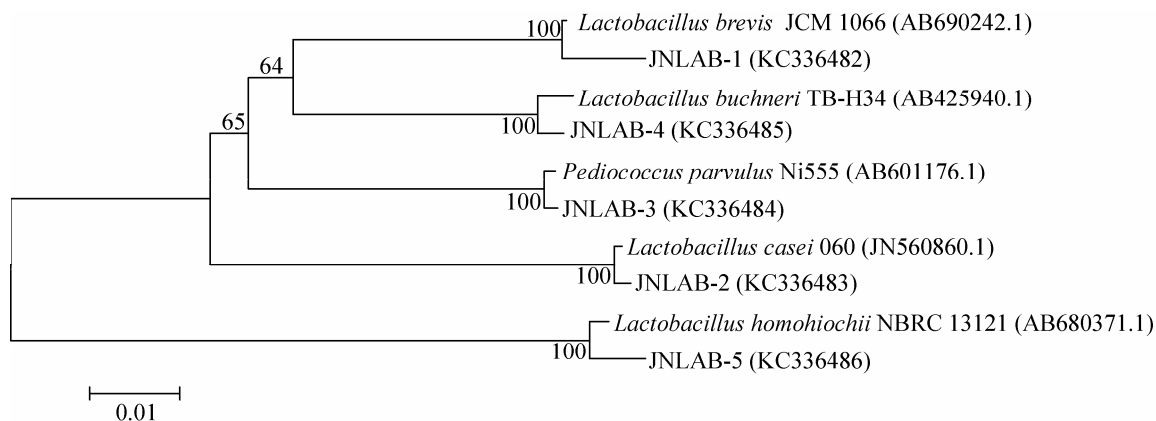 100 Lactobacillus brevis JCM 1066 (AB690242.1)
JNLAB-1 (KC336482)
64
Lactobacillus buchneri TB-H34 (AB425940.1)
100 JNLAB-4 (KC336485)
65
Pediococcus parvulus Ni555 (AB601176.1)
100 JNLAB-3 (KC336484)
Lactobacillus casei 060 (JN560860.1)
100 JNLAB-2 (KC336483)
Lactobacillus homohiochii NBRC 13121 (AB680371.1)
100 JNLAB-5 (KC336486)
0.01